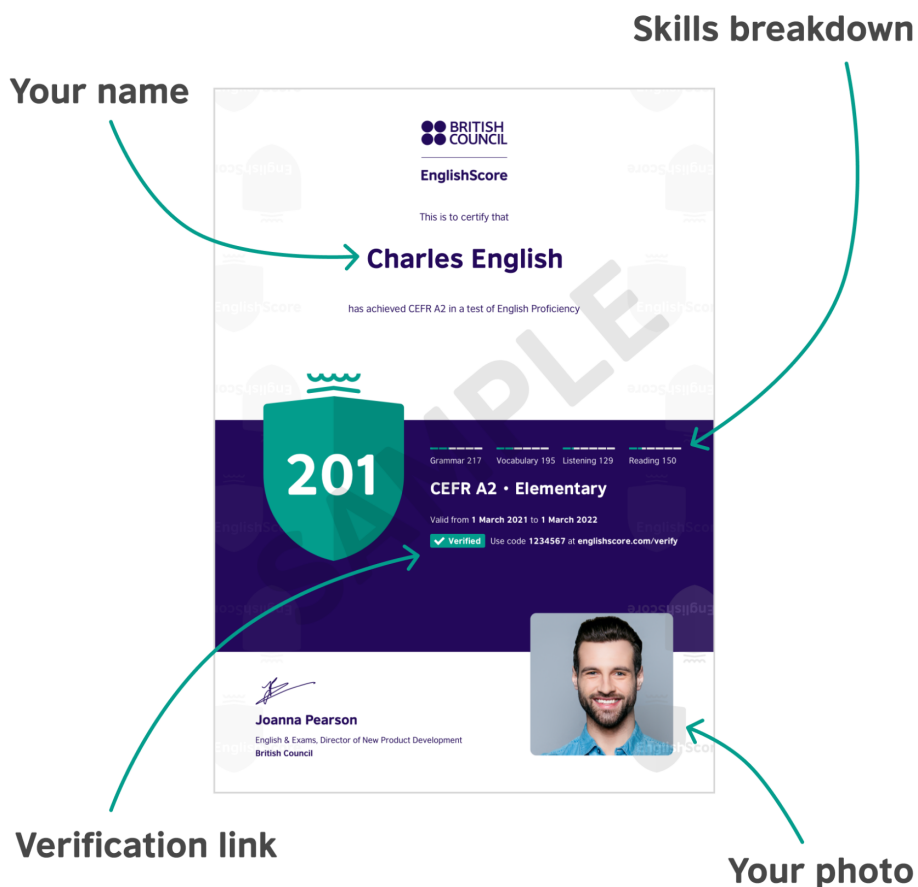 Skills breakdown
Your name
BRITISH
COUNCIL
EnglishScore
This is to certify that
Charles English
has achieved CEFR A2 in a test of English Proficiency
SAMPLE
201
Grammar 217 Vocabulary 195 Listening 129 Reading 150
CEFR A2 • Elementary
Valid from 1 March 2021 to 1 March 2022
Verified Use code 1234567 at englishscore.com/verify
Joanna Pearson
English & Exams, Director of New Product Development
British Council
Verification link
Your photo